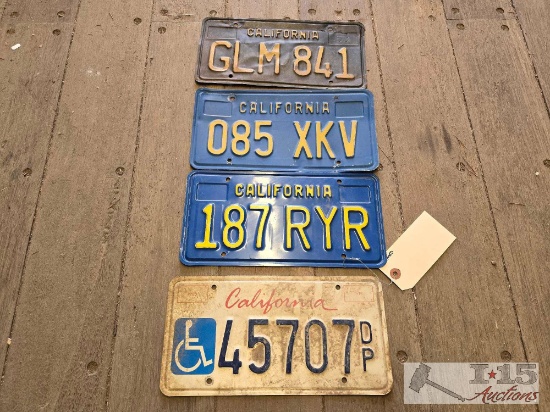 CALIFORNIA
GLM 841
CALIFORNIA
085 XKV
CALIFORNIA
187 RYR
California
45707 DP
I★15
Auctions